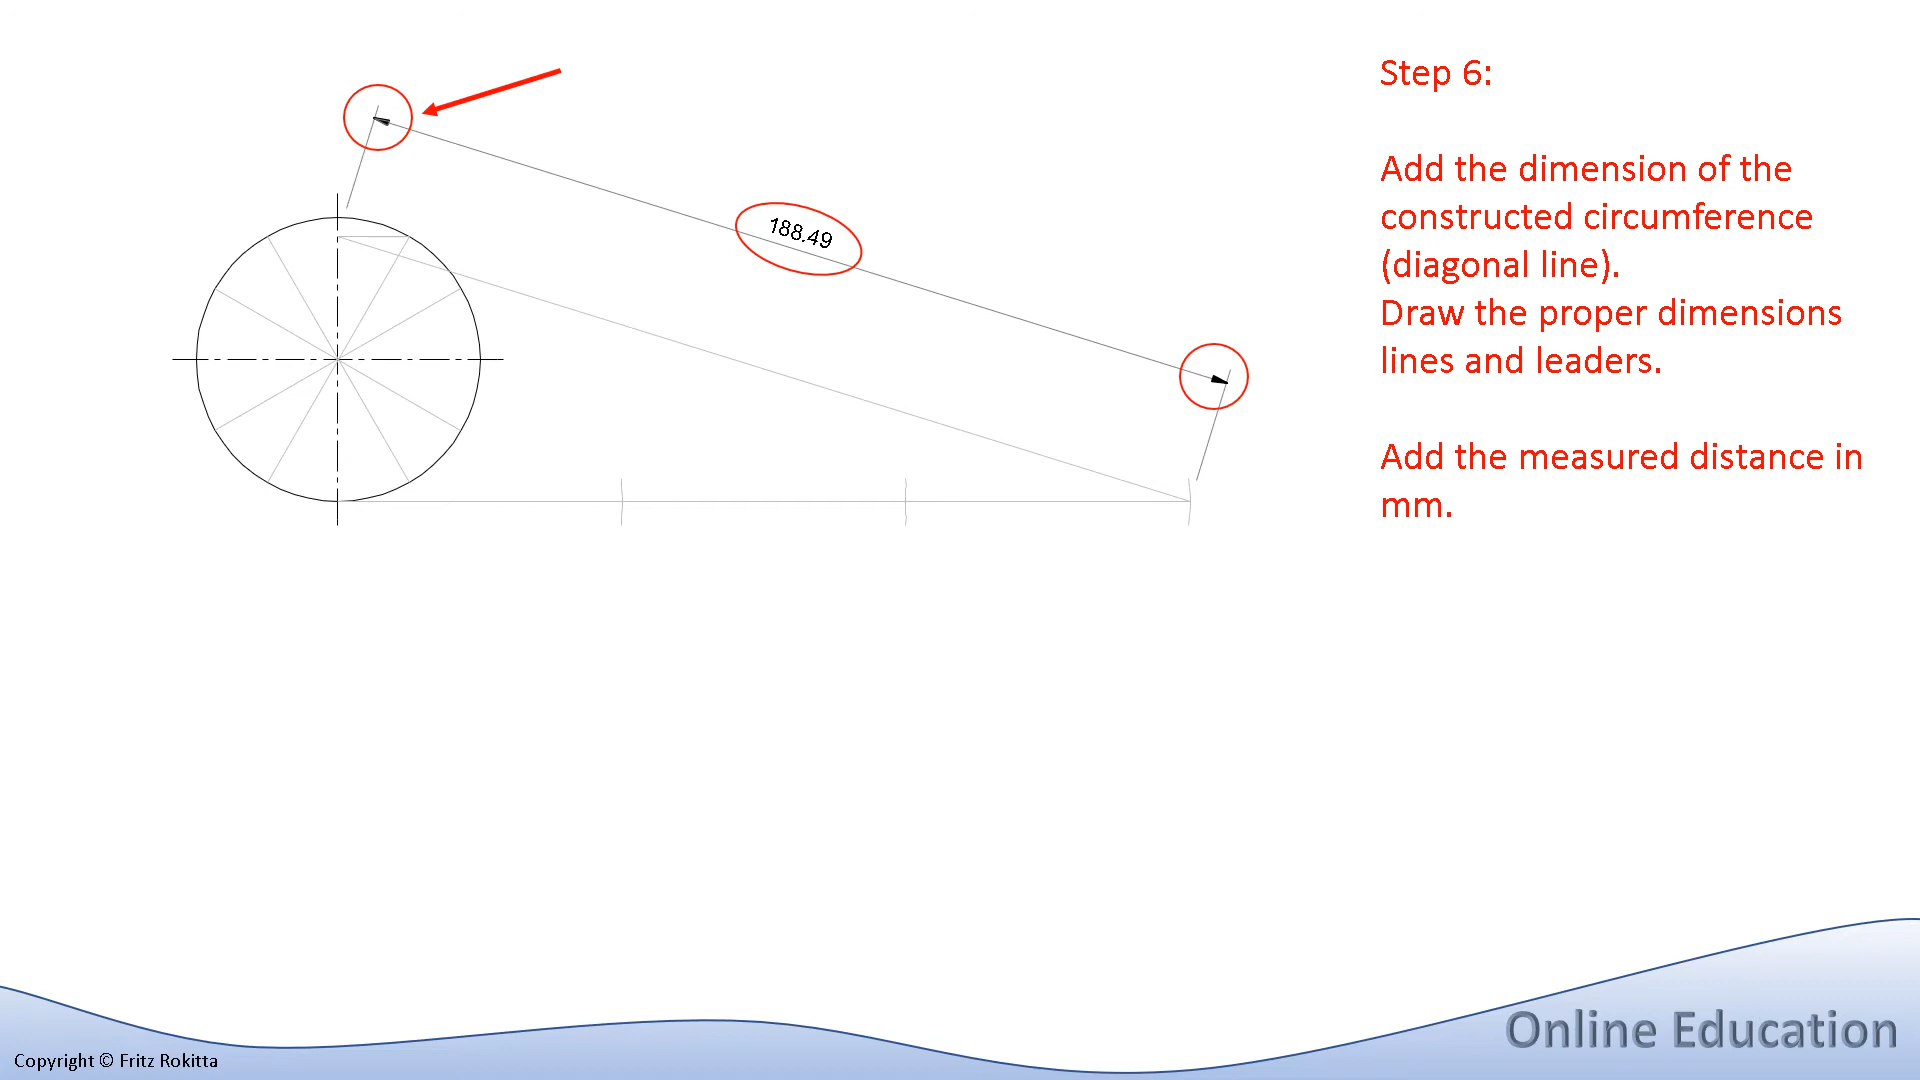 Step 6:
Add the dimension of the
constructed circumference
(diagonal line).
Draw the proper dimensions
lines and leaders.
Add the measured distance in
mm.
188.49
Online Education
Copyright © Fritz Rokitta